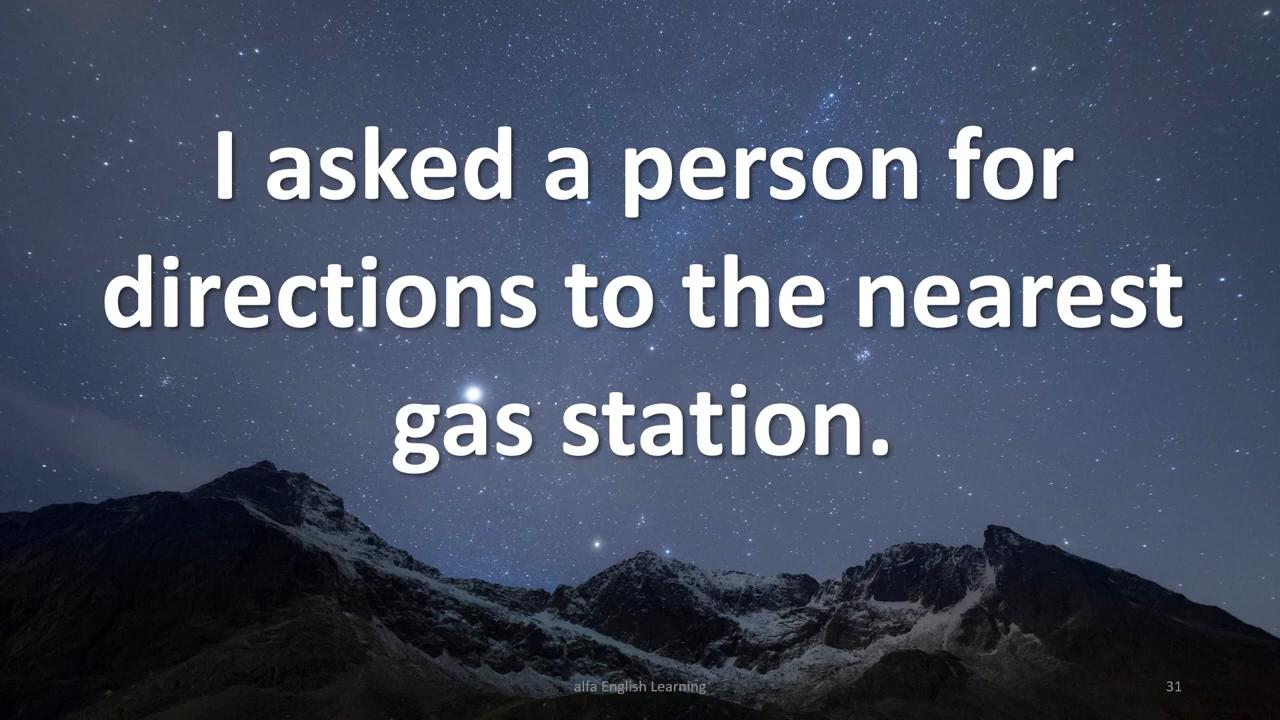 I asked a person for
directions to the nearest
gas station.
alfa English Learning
31